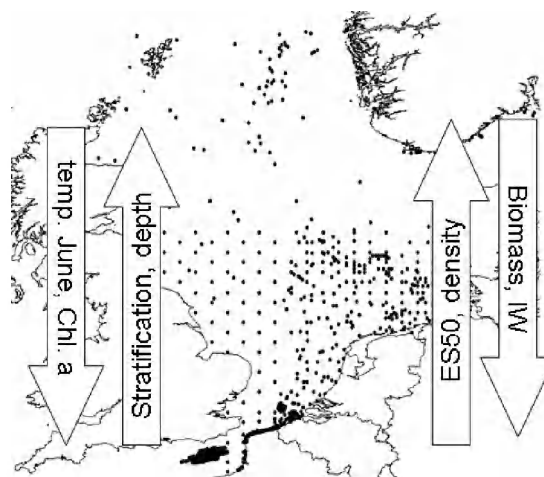 temp. June, Chl. a
Stratification, depth
ES50, density
Biomass, IW